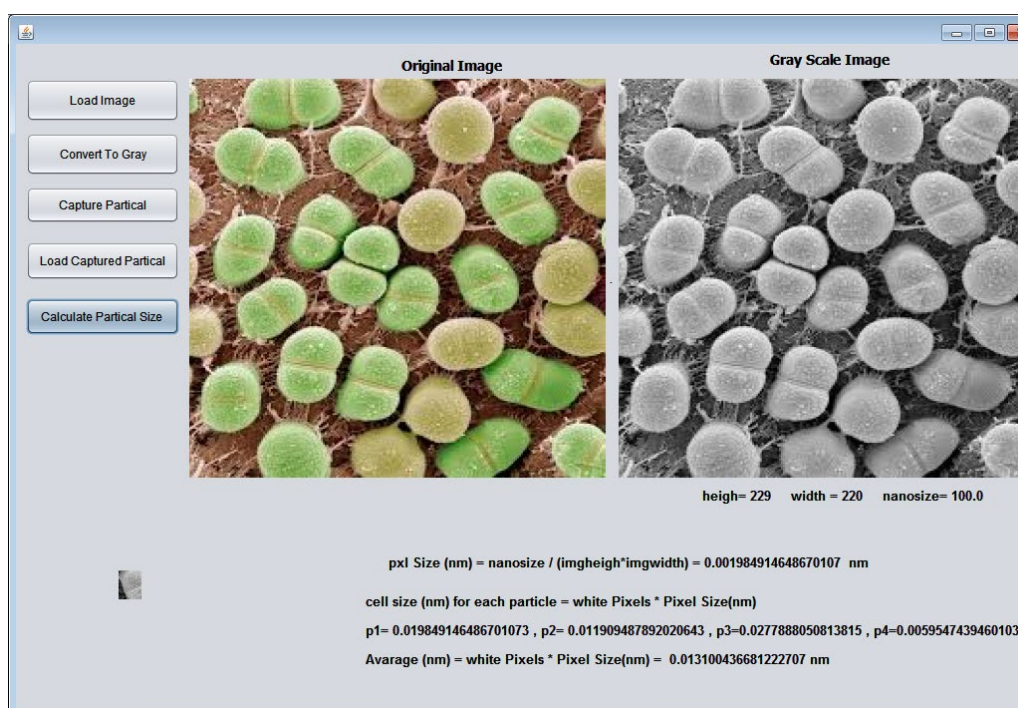 Original Image
Gray Scale Image
Load Image
Convert To Gray
Capture Partical
Load Captured Partical
Calculate Partical Size
heigh= 229 width = 220 nanosize= 100.0
pxl Size (nm) = nanosize / (imgheigh*imgwidth) = 0.001984914648670107 nm
cell size (nm) for each particle = white Pixels * Pixel Size(nm)
p1= 0.019849146486701073 , p2= 0.011909487892020643 , p3=0.0277888050813815 , p4=0.0059547439460103
Avarage (nm) = white Pixels * Pixel Size(nm) = 0.013100436681222707 nm